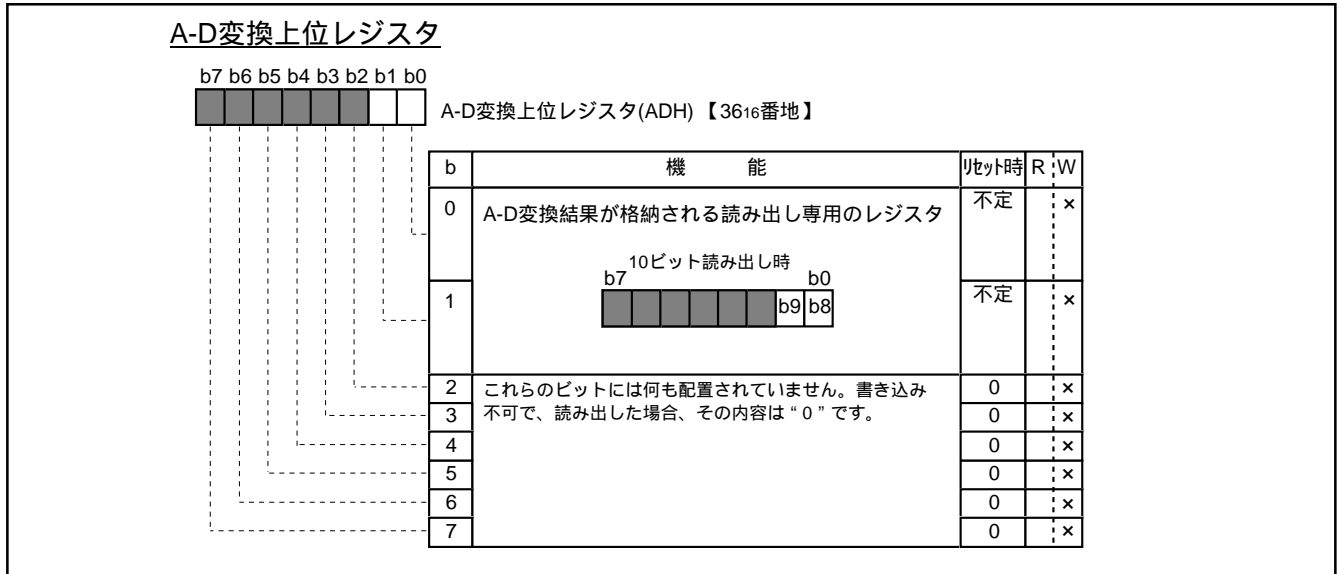 A-D変換上位レジスタ
b7 b6 b5 b4 b3 b2 b1 b0
A-D変換上位レジスタ(ADH)【3616番地】
b 機 能 リセット時 R W
0 A-D変換結果が格納される読み出し専用のレジスタ 不定 ×
10ビット読み出し時
b7 b0
1 b9 b8 不定 ×
2 これらのビットには何も配置されていません。書き込み 0 ×
3 不可で、読み出した場合、その内容は“0”です。 0 ×
4 0 ×
5 0 ×
6 0 ×
7 0 ×